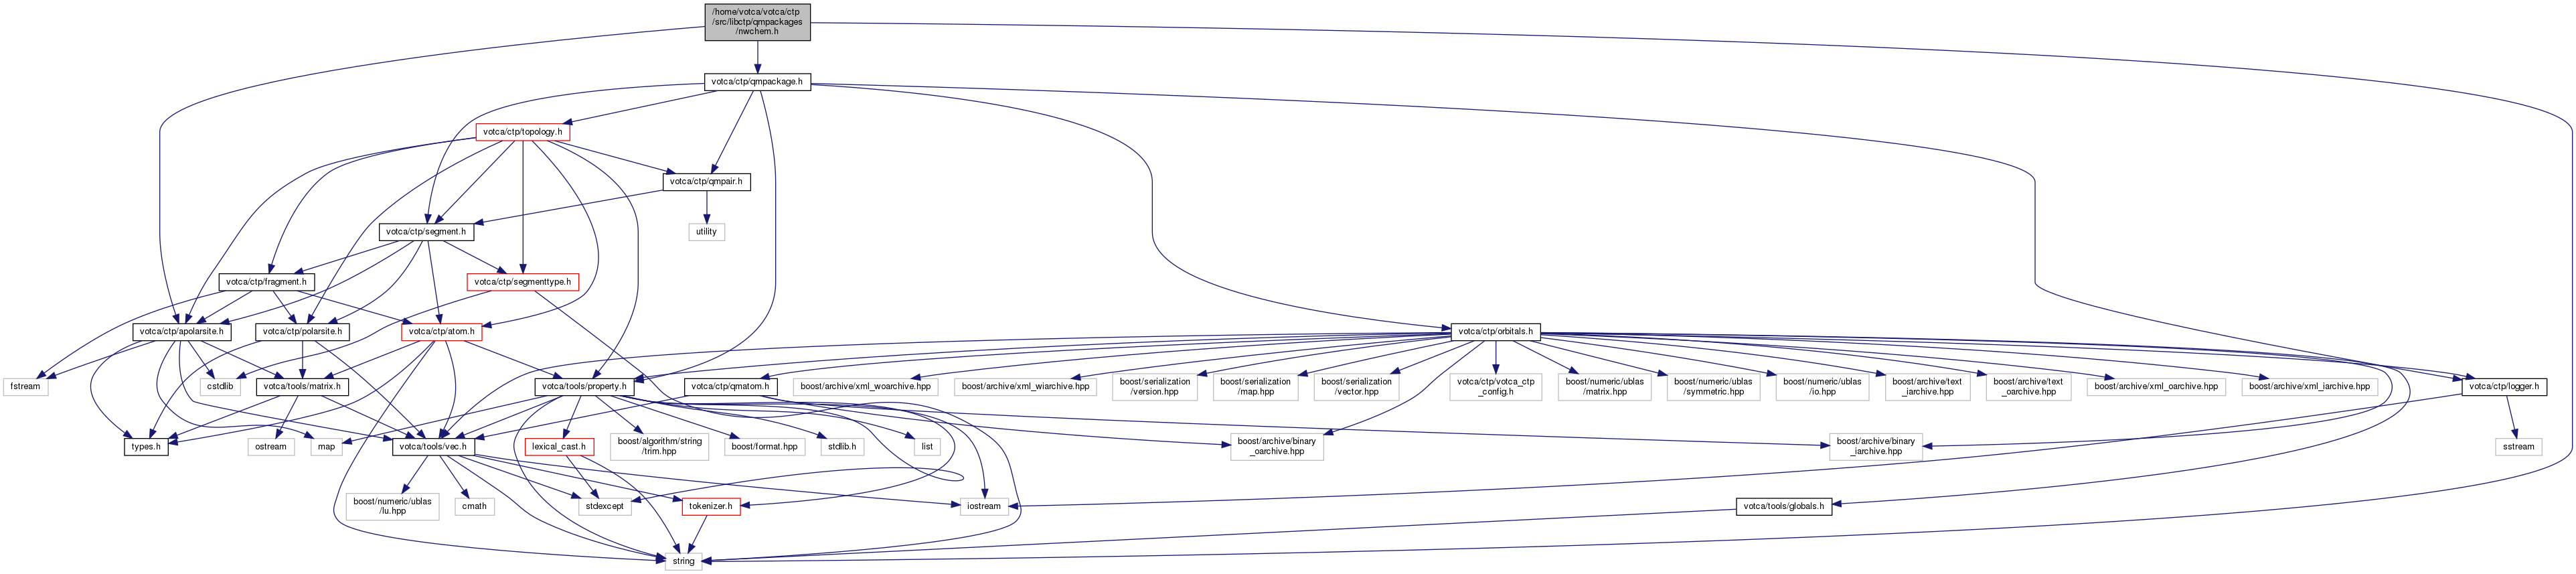 /home/votca/votca/ctp
/src/libctp/qmpackages
/nwchem.h
votca/ctp/qmpackage.h
votca/ctp/topology.h
votca/ctp/qmpair.h
votca/ctp/segment.h
utility
votca/ctp/fragment.h
votca/ctp/segmenttype.h
votca/ctp/apolarsite.h
votca/ctp/polarsite.h
votca/ctp/atom.h
votca/ctp/orbitals.h
fstream
cstdlib
votca/tools/matrix.h
votca/tools/property.h
votca/ctp/qmatom.h
boost/archive/xml_woarchive.hpp
boost/archive/xml_wiarchive.hpp
boost/serialization
/version.hpp
boost/serialization
/map.hpp
boost/serialization
/vector.hpp
votca/ctp/votca_ctp
_config.h
boost/numeric/ublas
/matrix.hpp
boost/numeric/ublas
/symmetric.hpp
boost/numeric/ublas
/io.hpp
boost/archive/text
_iarchive.hpp
boost/archive/text
_oarchive.hpp
boost/archive/xml_oarchive.hpp
boost/archive/xml_iarchive.hpp
votca/ctp/logger.h
types.h
ostream
map
votca/tools/vec.h
lexical_cast.h
boost/algorithm/string
/trim.hpp
boost/format.hpp
stdlib.h
list
boost/archive/binary
_oarchive.hpp
boost/archive/binary
_iarchive.hpp
sstream
boost/numeric/ublas
/lu.hpp
cmath
stdexcept
tokenizer.h
iostream
votca/tools/globals.h
string